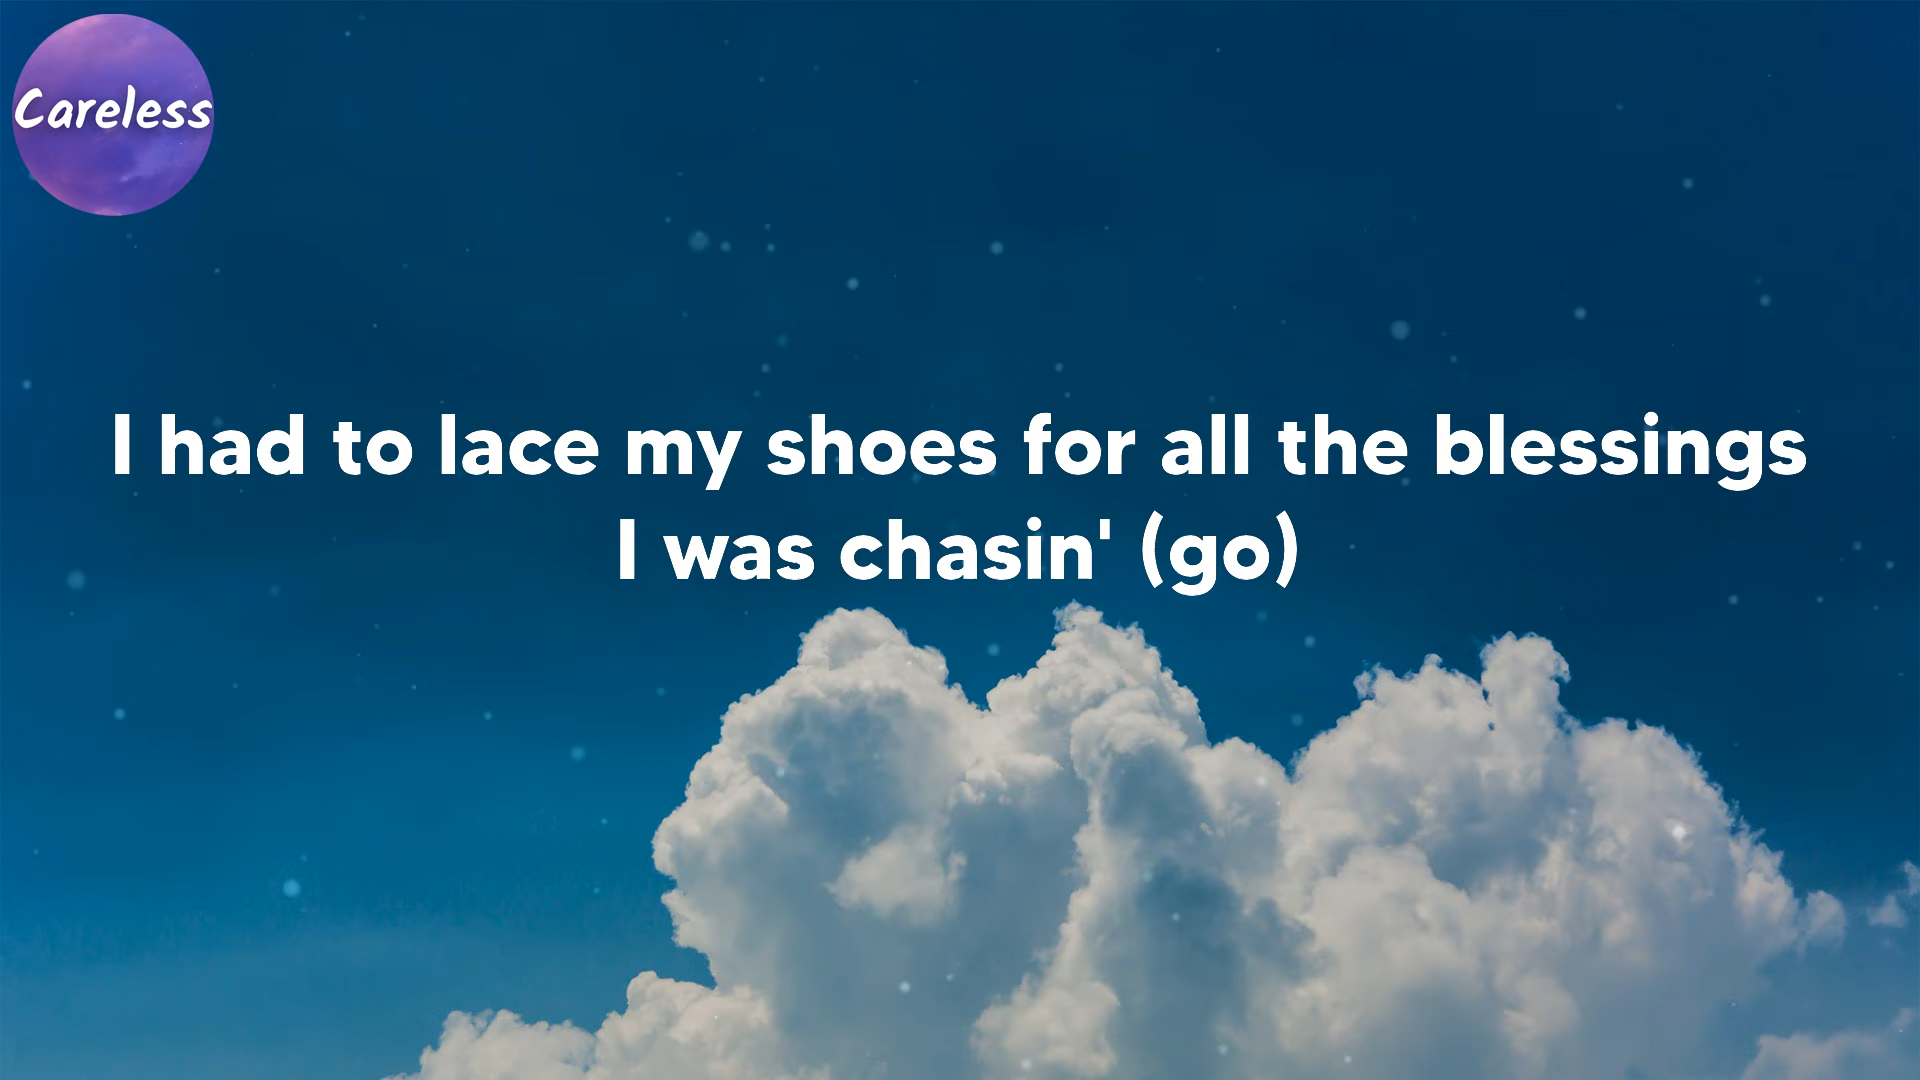 Careless
I had to lace my shoes for all the blessings
I was chasin' (go)